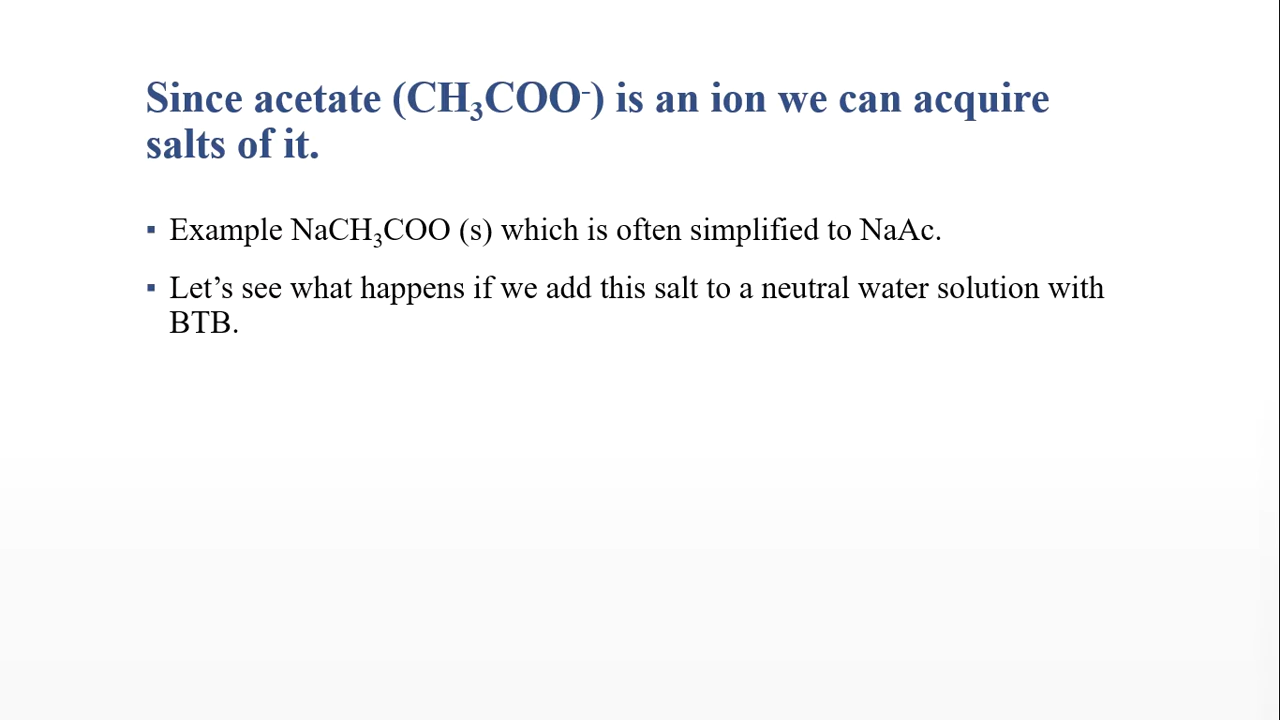 Since acetate (CH₃COO⁻) is an ion we can acquire
salts of it.
▪ Example NaCH₃COO (s) which is often simplified to NaAc.
▪ Let’s see what happens if we add this salt to a neutral water solution with
BTB.